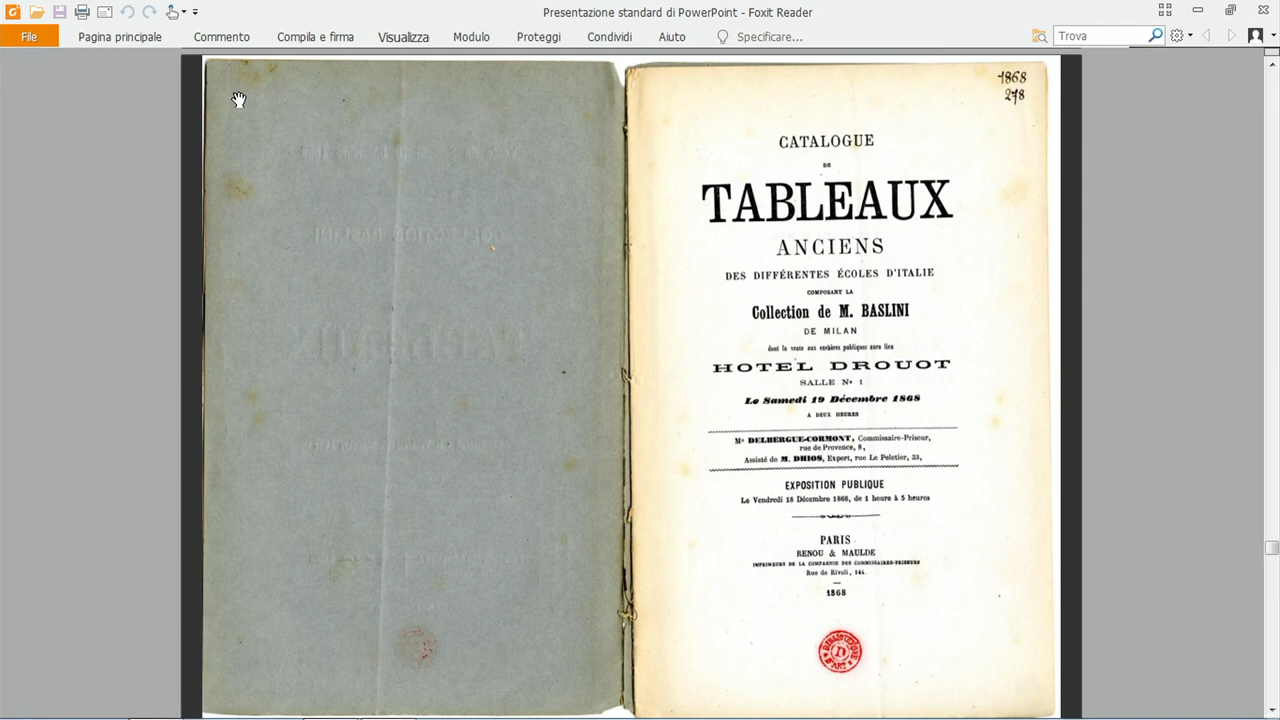 Presentazione standard di PowerPoint - Foxit Reader
File Pagina principale Commento Compila e firma Visualizza Modulo Proteggi Condividi Aiuto Specificare... Trova
1868
278
CATALOGUE
DE
TABLEAUX
ANCIENS
DES DIFFÉRENTES ÉCOLES D'ITALIE
COMPOSANT LA
Collection de M. BASLINI
DE MILAN
dont la vente aux enchères publiques aura lieu
HOTEL DROUOT
SALLE No 1
Le Samedi 19 Décembre 1868
A DEUX HEURES
Me DELBERGUE-CORMONT, Commissaire-Priseur,
rue de Provence, 8,
Assisté de M. DHIOS, Expert, rue Le Peletier, 33,
EXPOSITION PUBLIQUE
Le Vendredi 18 Décembre 1868, de 1 heure à 5 heures
PARIS
RENOU & MAULDE
IMPRIMEURS DE LA COMPAGNIE DES COMMISSAIRES-PRISEURS
Rue de Rivoli, 144.
1868
BIBLIOTHÈQUE
D'ART